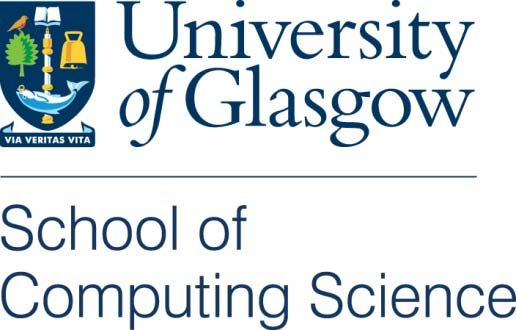 University
of Glasgow
VIA VERITAS VITA
School of
Computing Science